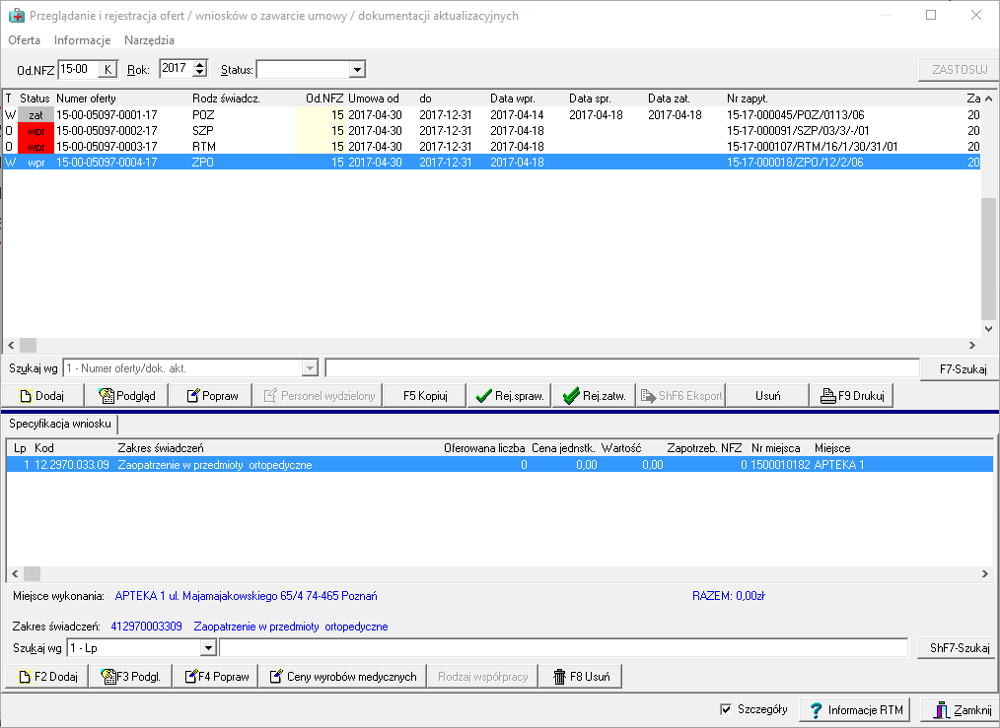 Przeglądanie i rejestracja ofert / wniosków o zawarcie umowy / dokumentacji aktualizacyjnych
Oferta Informacje Narzędzia
Od.NFZ 15-00 K Rok: 2017 Status: ZASTOSUJ
T Status Numer oferty Rodz świadcz. Od.NFZ Umowa od do Data wpr. Data spr. Data zat. Nr zapyt. Za
W zat 15-00-05097-0001-17 POZ 15 2017-04-30 2017-12-31 2017-04-14 2017-04-18 2017-04-18 15-17-000045/POZ/0113/06 20
O wpr 15-00-05097-0002-17 SZP 15 2017-04-30 2017-12-31 2017-04-18 15-17-000091/SZP/03/3/-/01 20
O wpr 15-00-05097-0003-17 RTM 15 2017-04-30 2017-12-31 2017-04-18 15-17-000107/RTM/16/1/30/31/01 20
W wpr 15-00-05097-0004-17 ZPO 15 2017-04-30 2017-12-31 2017-04-18 15-17-000018/ZPO/12/2/06 20
Szukaj wg 1 - Numer oferty/dok. akt. F7-Szukaj
Dodaj Podgląd Popraw Personel wydzielony F5 Kopiuj Rej.spraw. Rej.zatw. ShF6 Eksport Usuń F9 Drukuj
Specyfikacja wniosku
Lp Kod Zakres świadczeń Oferowana liczba Cena jednstk. Wartość Zapotrzeb. NFZ Nr miejsca Miejsce
1 12.2970.033.09 Zaopatrzenie w przedmioty ortopedyczne 0 0,00 0,00 0 1500010182 APTEKA 1
Miejsce wykonania: APTEKA 1 ul. Majamajakowskiego 65/4 74-465 Poznań RAZEM: 0,00zł
Zakres świadczeń: 412970003309 Zaopatrzenie w przedmioty ortopedyczne
Szukaj wg 1 - Lp ShF7-Szukaj
F2 Dodaj F3 Podgl. F4 Popraw Ceny wyrobów medycznych Rodzaj współpracy F8 Usuń
Szczegóły Informacje RTM Zamknij